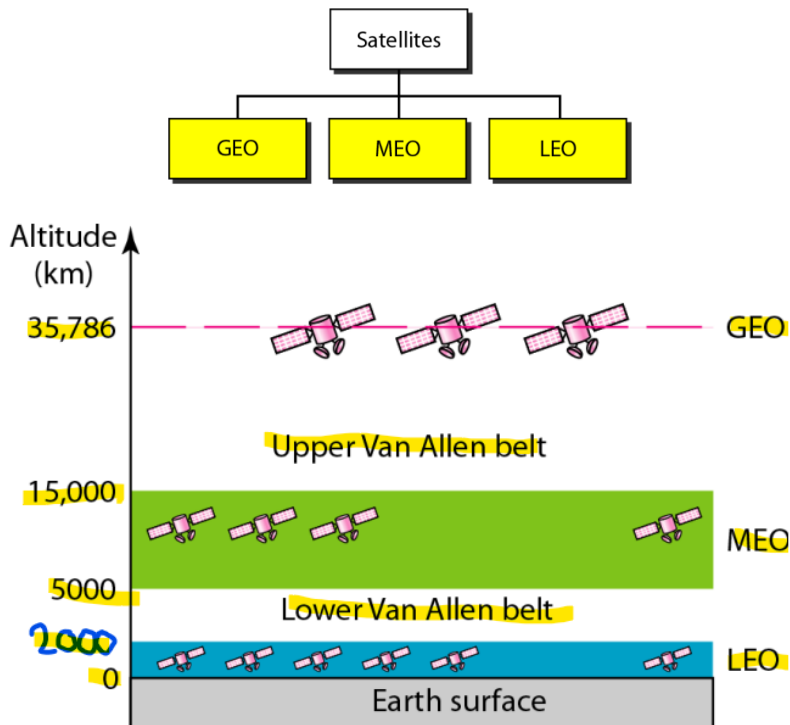 Satellites
GEO MEO LEO
Altitude
(km)
35,786 GEO
Upper Van Allen belt
15,000
MEO
5000
Lower Van Allen belt
2000
LEO
0
Earth surface